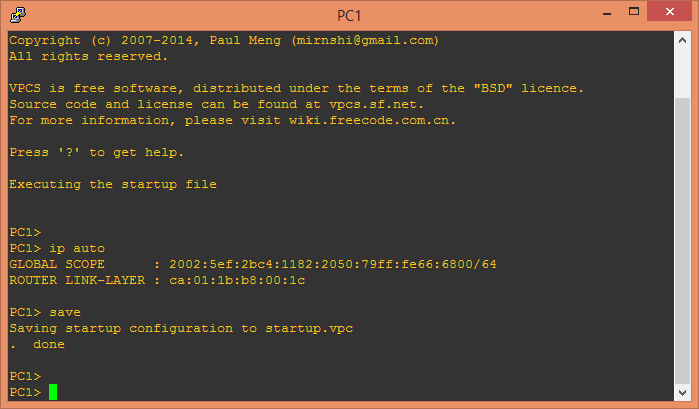 PC1
Copyright (c) 2007-2014, Paul Meng (mirnshi@gmail.com)
All rights reserved.
VPCS is free software, distributed under the terms of the "BSD" licence.
Source code and license can be found at vpcs.sf.net.
For more information, please visit wiki.freecode.com.cn.
Press '?' to get help.
Executing the startup file
PC1>
PC1> ip auto
GLOBAL SCOPE      : 2002:5ef:2bc4:1182:2050:79ff:fe66:6800/64
ROUTER LINK-LAYER : ca:01:1b:b8:00:1c
PC1> save
Saving startup configuration to startup.vpc
.  done
PC1>
PC1>